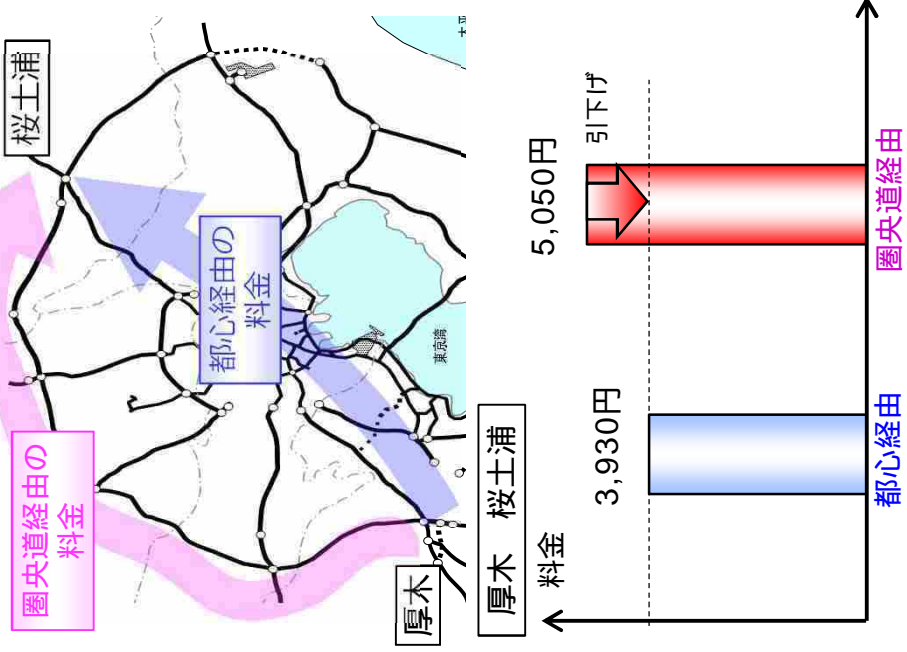 圏央道経由の
料金
桜土浦
都心経由の
料金
厚木
東京湾
厚木　桜土浦
料金
3,930円
5,050円
引下げ
都心経由
圏央道経由